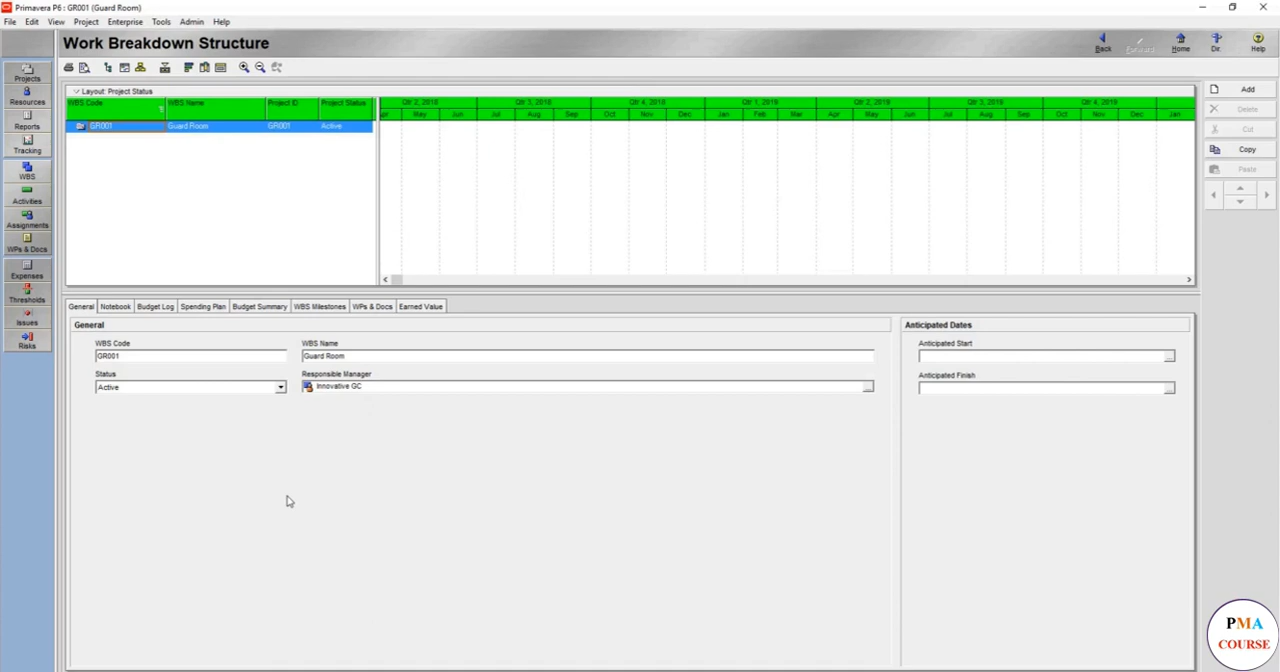 Primavera P6 : GR001 (Guard Room)
File Edit View Project Enterprise Tools Admin Help
Work Breakdown Structure
Back Forward Home Dir. Help
Projects
Resources
Reports
Tracking
WBS
Activities
Assignments
WPs & Docs
Expenses
Thresholds
Issues
Risks
Layout: Project Status
WBS Code WBS Name Project ID Project Status
Qtr 2, 2018 Qtr 3, 2018 Qtr 4, 2018 Qtr 1, 2019 Qtr 2, 2019 Qtr 3, 2019 Qtr 4, 2019
May Jun Jul Aug Sep Oct Nov Dec Jan Feb Mar Apr May Jun Jul Aug Sep Oct Nov Dec Jan
GR001 Guard Room GR001 Active
Add
Delete
Cut
Copy
Paste
General Notebook Budget Log Spending Plan Budget Summary WBS Milestones WPs & Docs Earned Value
General
WBS Code WBS Name
GR001 Guard Room
Status Responsible Manager
Active Innovative GC
Anticipated Dates
Anticipated Start
Anticipated Finish
PMA
COURSE